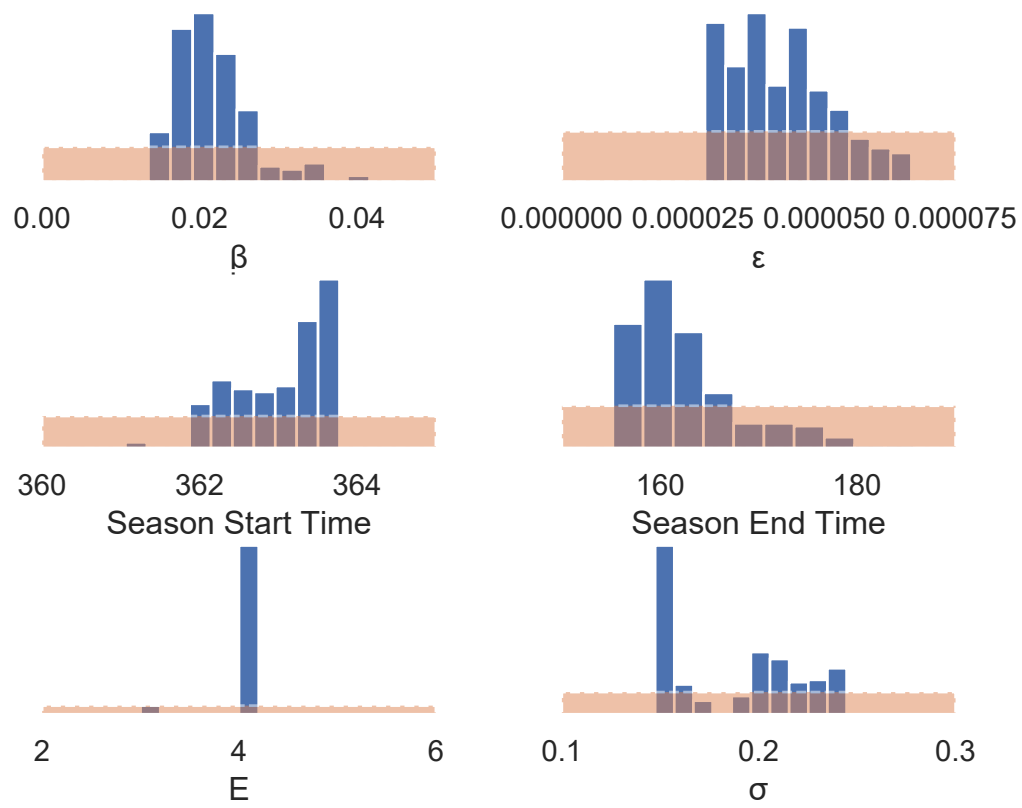 0.00 0.02 0.04
β
0.000000 0.000025 0.000050 0.000075
ε
360 362 364
Season Start Time
160 180
Season End Time
2 4 6
E
0.1 0.2 0.3
σ